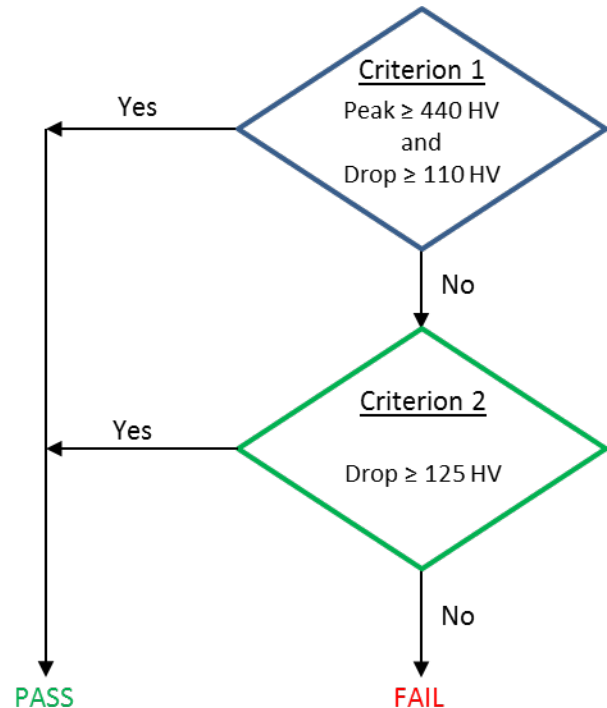 Criterion 1
Peak ≥ 440 HV
and
Drop ≥ 110 HV
Yes
No
Criterion 2
Drop ≥ 125 HV
Yes
No
PASS
FAIL